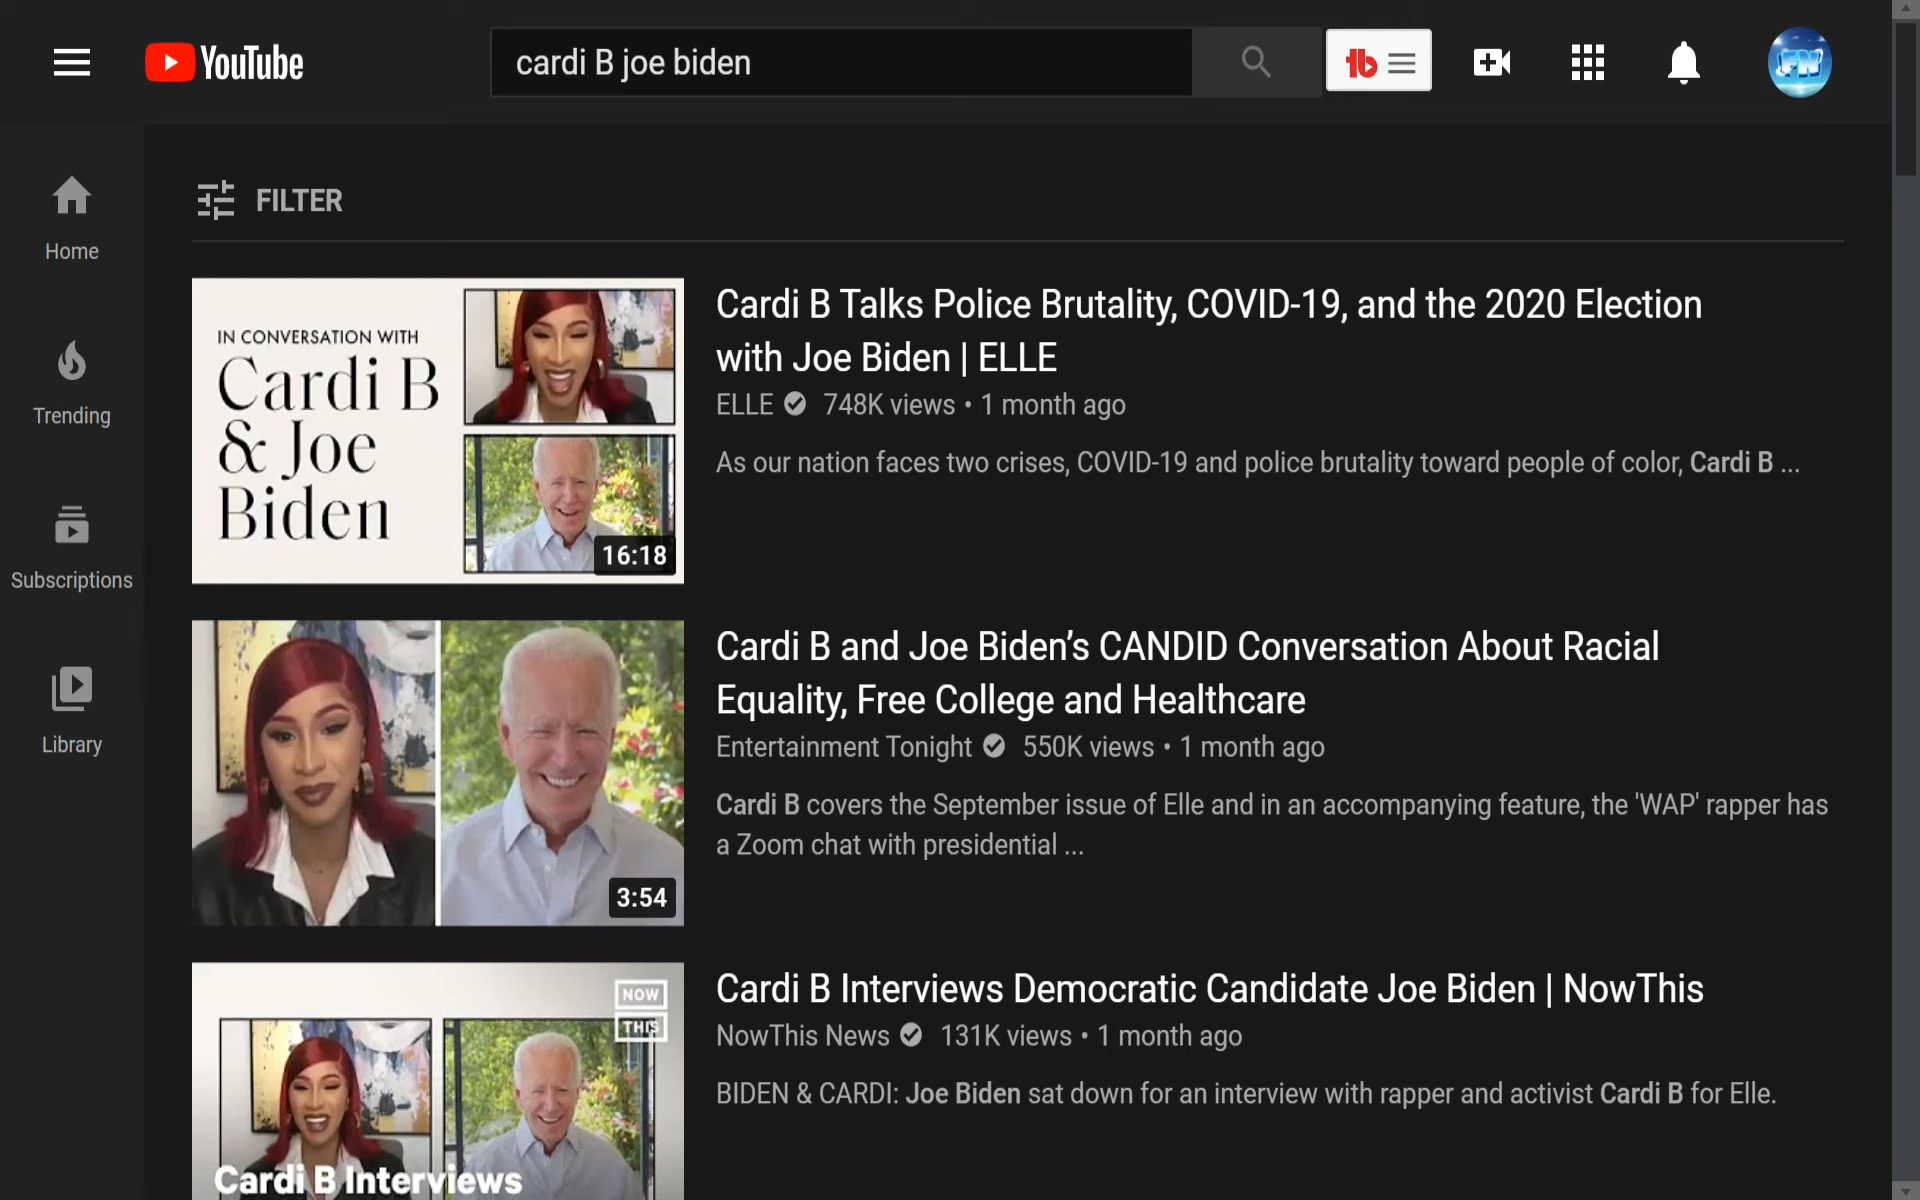 YouTube
cardi B joe biden
tb
FN
Home
Trending
Subscriptions
Library
FILTER
IN CONVERSATION WITH
Cardi B
& Joe
Biden
16:18
Cardi B Talks Police Brutality, COVID-19, and the 2020 Election
with Joe Biden | ELLE
ELLE 748K views • 1 month ago
As our nation faces two crises, COVID-19 and police brutality toward people of color, Cardi B ...
3:54
Cardi B and Joe Biden’s CANDID Conversation About Racial
Equality, Free College and Healthcare
Entertainment Tonight 550K views • 1 month ago
Cardi B covers the September issue of Elle and in an accompanying feature, the 'WAP' rapper has
a Zoom chat with presidential ...
NOW
THIS
Cardi B Interviews
Cardi B Interviews Democratic Candidate Joe Biden | NowThis
NowThis News 131K views • 1 month ago
BIDEN & CARDI: Joe Biden sat down for an interview with rapper and activist Cardi B for Elle.